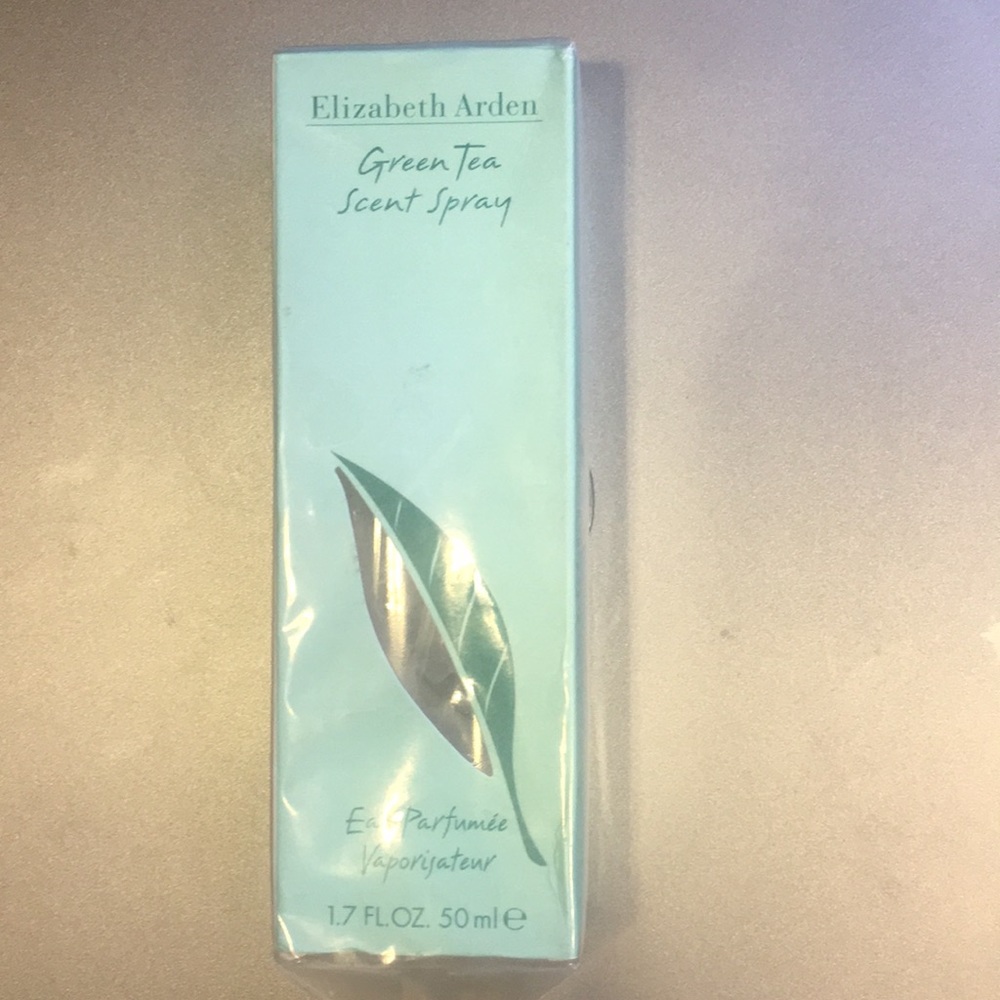 Elizabeth Arden
Green Tea
Scent Spray
Eau Parfumée
Vaporisateur
1.7 FL.OZ. 50 ml e